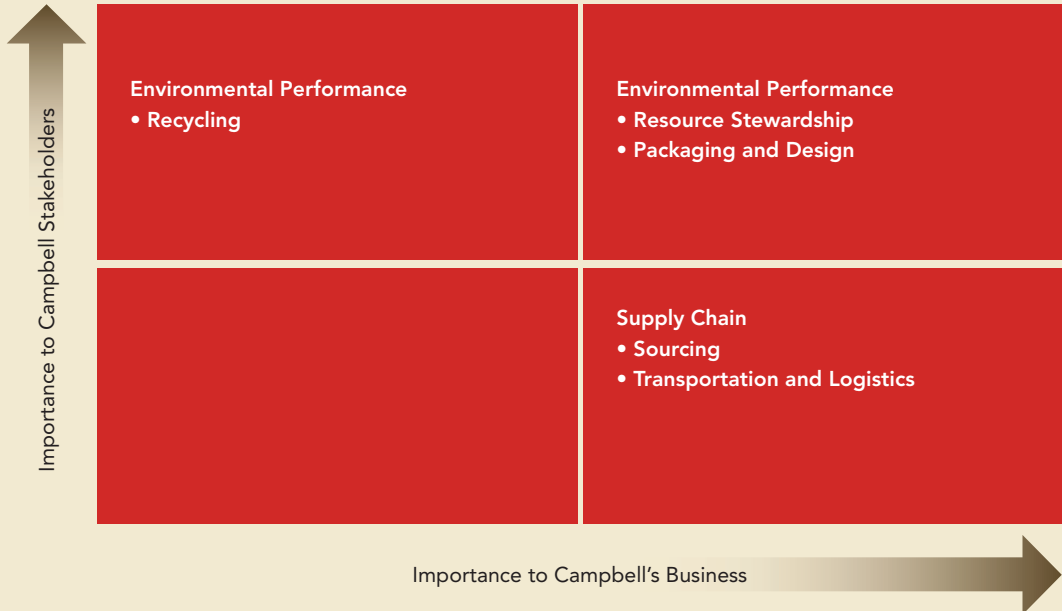 Importance to Campbell Stakeholders
Environmental Performance
• Recycling
Environmental Performance
• Resource Stewardship
• Packaging and Design
Supply Chain
• Sourcing
• Transportation and Logistics
Importance to Campbell’s Business